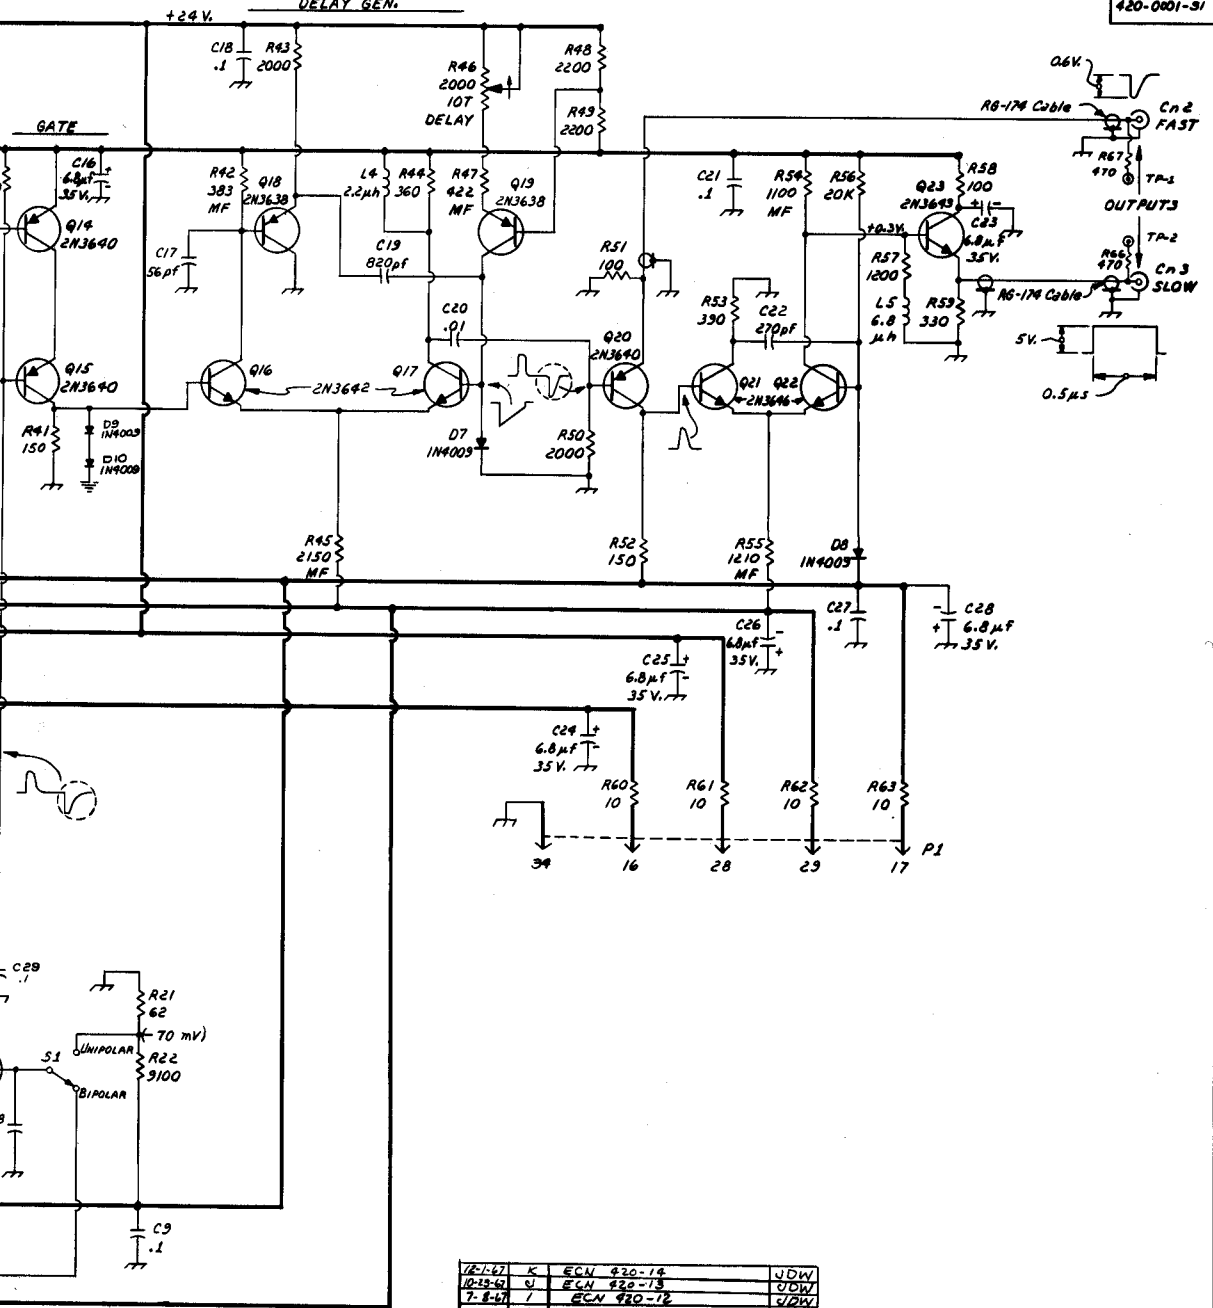 DELAY GEN.
420-0001-S1
+24 V.
C18
.1
R43
2000
R46
2000
10T
DELAY
R48
2200
R49
2200
0.6V.
RG-174 Cable
Cn 2
FAST
R67
470
TP-1
OUTPUTS
TP-2
R66
470
Cn 3
SLOW
RG-174 Cable
5V.
0.5µs
GATE
C16
6.8µf
35V.
Q14
2N3640
R42
383
MF
Q18
2N3638
L4
2.2µh
R44
360
R47
422
MF
Q19
2N3638
C17
56pf
C19
820pf
C20
.01
R51
100
C21
.1
R54
1100
MF
R56
20K
Q23
2N3643
R58
100
C23
6.8µf
35V.
+0.3V.
R57
1200
L5
6.8
µh
R59
330
R53
390
C22
270pf
Q15
2N3640
Q16
2N3642
Q17
Q20
2N3640
Q21
2N3646
Q22
R41
150
D9
1N4009
D10
1N4009
D7
1N4009
R50
2000
R45
2150
MF
R52
150
R55
1210
MF
D8
1N4009
C27
.1
C28
6.8µf
35V.
C26
6.8µf
35V.
C25
6.8µf
35V.
C24
6.8µf
35V.
R60
10
R61
10
R62
10
R63
10
34
16
28
29
17
P1
C29
.1
R21
62
(-70 mV)
R22
9100
S1
UNIPOLAR
BIPOLAR
C9
.1
12-1-67 K ECN 420-14 JDW
10-23-67 J ECN 420-13 JDW
7-8-67 I ECN 420-12 JDW